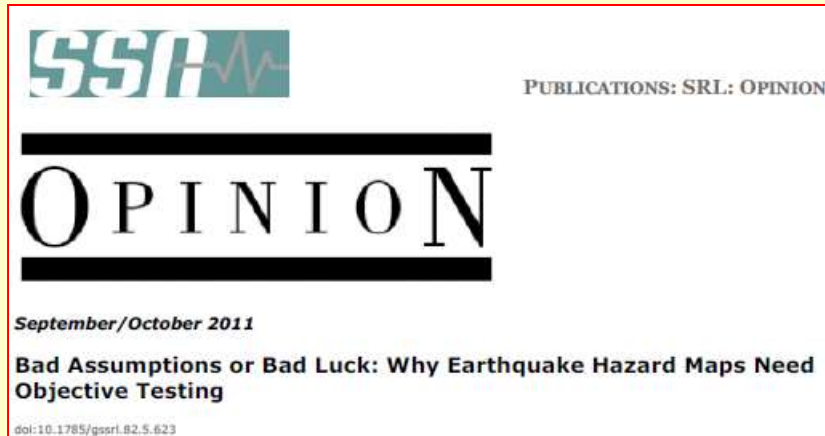 SSA
PUBLICATIONS: SRL: OPINION
OPINION
September/October 2011
Bad Assumptions or Bad Luck: Why Earthquake Hazard Maps Need
Objective Testing
doi:10.1785/gssrl.82.5.623